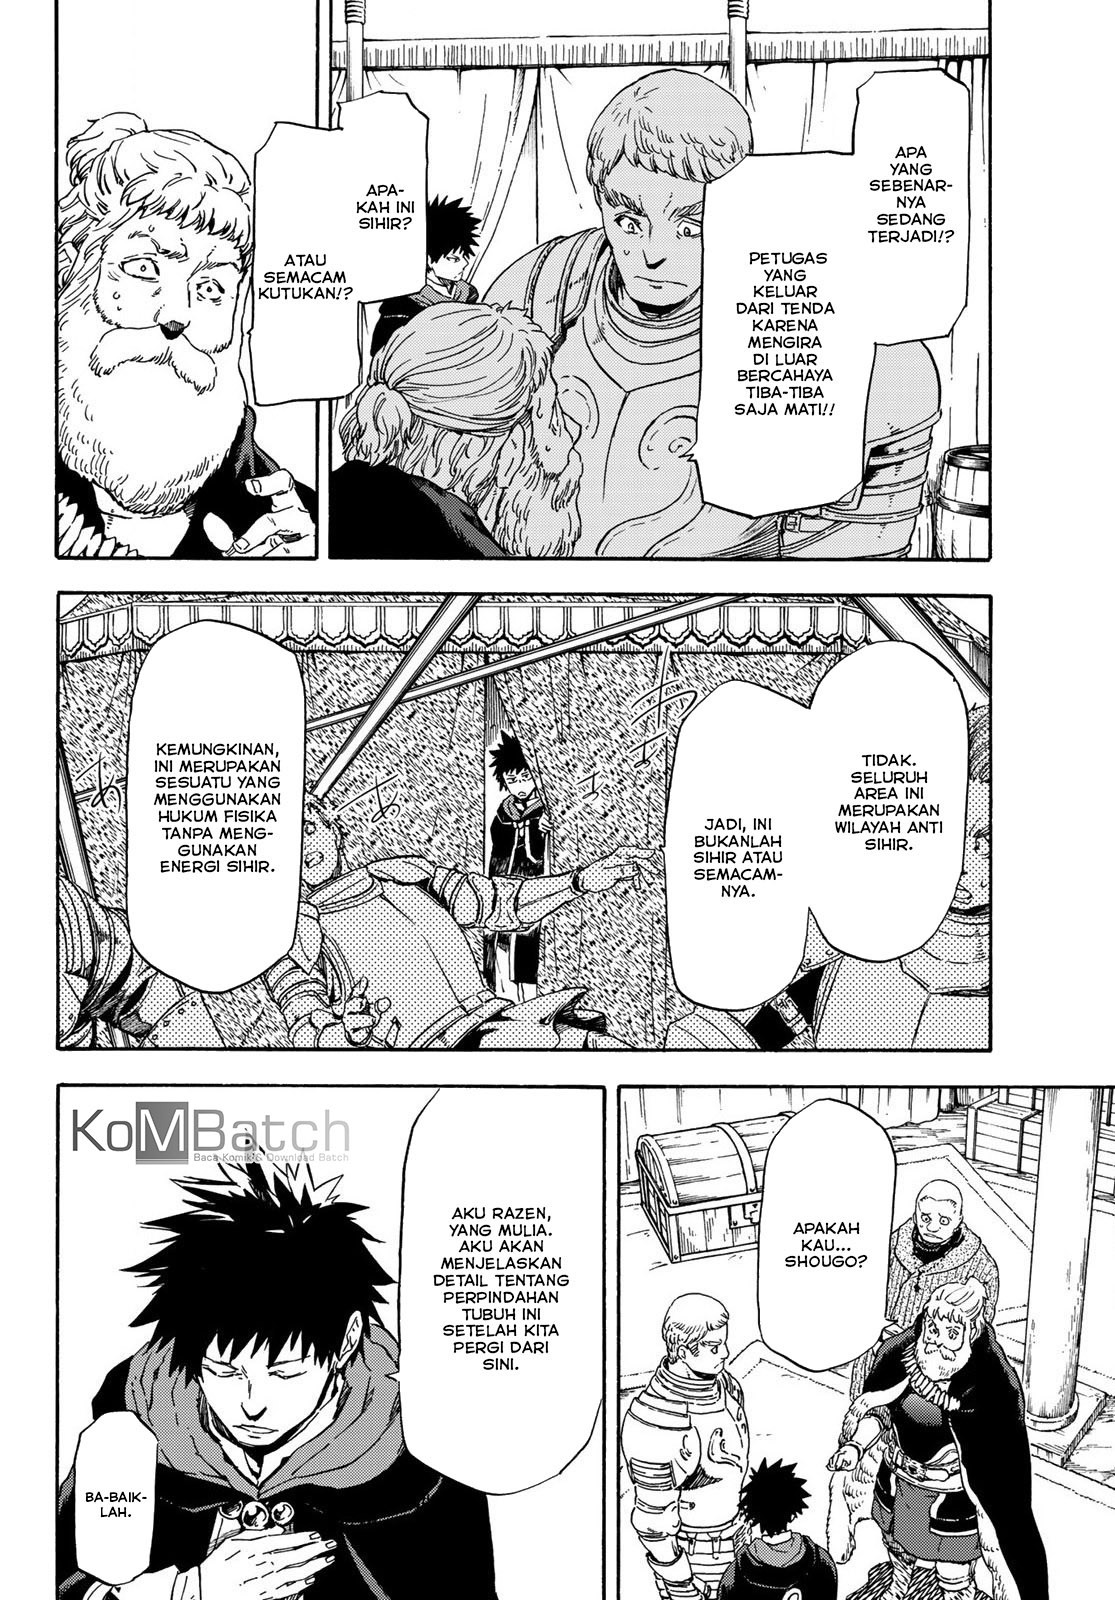 APA
YANG
SEBENAR-
NYA
SEDANG
TERJADI!?
PETUGAS
YANG
KELUAR
DARI TENDA
KARENA
MENGIRA
DI LUAR
BERCAHAYA
TIBA-TIBA
SAJA MATI!!
APA-
KAH INI
SIHIR?
ATAU
SEMACAM
KUTUKAN!?
TIDAK.
SELURUH
AREA INI
MERUPAKAN
WILAYAH ANTI
SIHIR.
JADI, INI
BUKANLAH
SIHIR ATAU
SEMACAM-
NYA.
KEMUNGKINAN,
INI MERUPAKAN
SESUATU YANG
MENGGUNAKAN
HUKUM FISIKA
TANPA MENG-
GUNAKAN
ENERGI SIHIR.
APAKAH
KAU...
SHOUGO?
AKU RAZEN,
YANG MULIA.
AKU AKAN
MENJELASKAN
DETAIL TENTANG
PERPINDAHAN
TUBUH INI
SETELAH KITA
PERGI DARI
SINI.
BA-BAIK-
LAH.
KoMBatch
Baca Komik & Download Batch